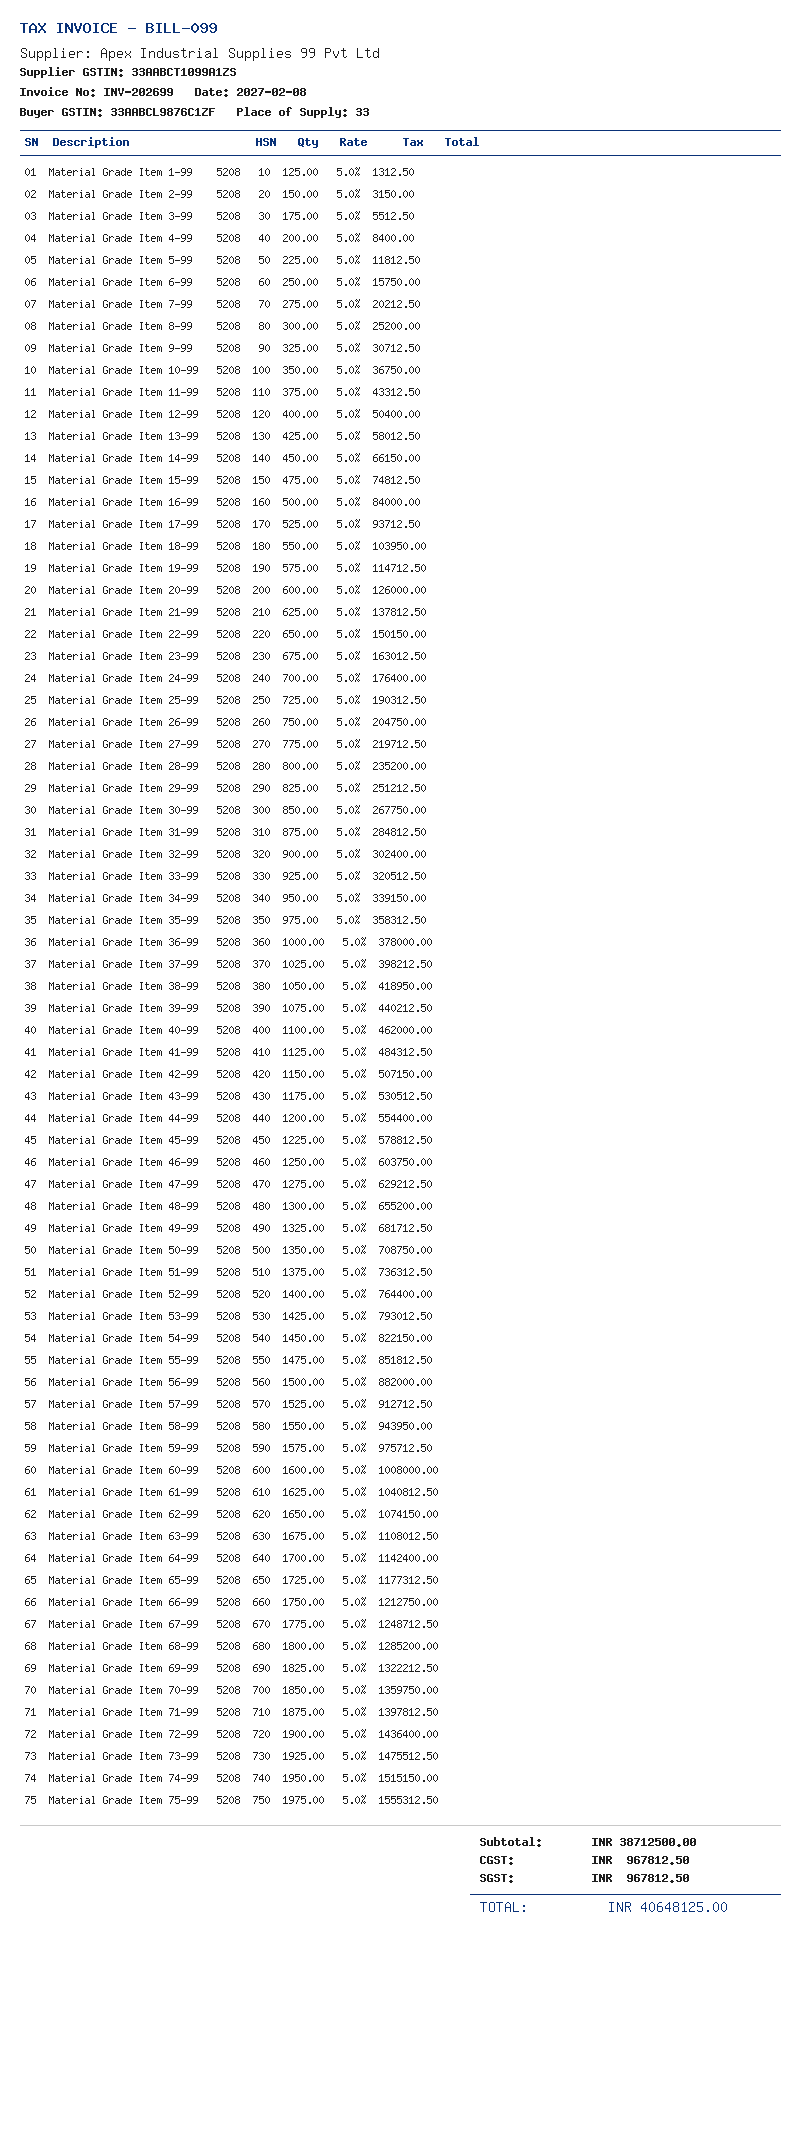 TAX INVOICE - BILL-099
Supplier: Apex Industrial Supplies 99 Pvt Ltd
Supplier GSTIN: 33AABCT1099A1ZS
Invoice No: INV-202699 Date: 2027-02-08
Buyer GSTIN: 33AABCL9876C1ZF Place of Supply: 33
SN Description HSN Qty Rate Tax Total
01 Material Grade Item 1-99 5208 10 125.00 5.0% 1312.50
02 Material Grade Item 2-99 5208 20 150.00 5.0% 3150.00
03 Material Grade Item 3-99 5208 30 175.00 5.0% 5512.50
04 Material Grade Item 4-99 5208 40 200.00 5.0% 8400.00
05 Material Grade Item 5-99 5208 50 225.00 5.0% 11812.50
06 Material Grade Item 6-99 5208 60 250.00 5.0% 15750.00
07 Material Grade Item 7-99 5208 70 275.00 5.0% 20212.50
08 Material Grade Item 8-99 5208 80 300.00 5.0% 25200.00
09 Material Grade Item 9-99 5208 90 325.00 5.0% 30712.50
10 Material Grade Item 10-99 5208 100 350.00 5.0% 36750.00
11 Material Grade Item 11-99 5208 110 375.00 5.0% 43312.50
12 Material Grade Item 12-99 5208 120 400.00 5.0% 50400.00
13 Material Grade Item 13-99 5208 130 425.00 5.0% 58012.50
14 Material Grade Item 14-99 5208 140 450.00 5.0% 66150.00
15 Material Grade Item 15-99 5208 150 475.00 5.0% 74812.50
16 Material Grade Item 16-99 5208 160 500.00 5.0% 84000.00
17 Material Grade Item 17-99 5208 170 525.00 5.0% 93712.50
18 Material Grade Item 18-99 5208 180 550.00 5.0% 103950.00
19 Material Grade Item 19-99 5208 190 575.00 5.0% 114712.50
20 Material Grade Item 20-99 5208 200 600.00 5.0% 126000.00
21 Material Grade Item 21-99 5208 210 625.00 5.0% 137812.50
22 Material Grade Item 22-99 5208 220 650.00 5.0% 150150.00
23 Material Grade Item 23-99 5208 230 675.00 5.0% 163012.50
24 Material Grade Item 24-99 5208 240 700.00 5.0% 176400.00
25 Material Grade Item 25-99 5208 250 725.00 5.0% 190312.50
26 Material Grade Item 26-99 5208 260 750.00 5.0% 204750.00
27 Material Grade Item 27-99 5208 270 775.00 5.0% 219712.50
28 Material Grade Item 28-99 5208 280 800.00 5.0% 235200.00
29 Material Grade Item 29-99 5208 290 825.00 5.0% 251212.50
30 Material Grade Item 30-99 5208 300 850.00 5.0% 267750.00
31 Material Grade Item 31-99 5208 310 875.00 5.0% 284812.50
32 Material Grade Item 32-99 5208 320 900.00 5.0% 302400.00
33 Material Grade Item 33-99 5208 330 925.00 5.0% 320512.50
34 Material Grade Item 34-99 5208 340 950.00 5.0% 339150.00
35 Material Grade Item 35-99 5208 350 975.00 5.0% 358312.50
36 Material Grade Item 36-99 5208 360 1000.00 5.0% 378000.00
37 Material Grade Item 37-99 5208 370 1025.00 5.0% 398212.50
38 Material Grade Item 38-99 5208 380 1050.00 5.0% 418950.00
39 Material Grade Item 39-99 5208 390 1075.00 5.0% 440212.50
40 Material Grade Item 40-99 5208 400 1100.00 5.0% 462000.00
41 Material Grade Item 41-99 5208 410 1125.00 5.0% 484312.50
42 Material Grade Item 42-99 5208 420 1150.00 5.0% 507150.00
43 Material Grade Item 43-99 5208 430 1175.00 5.0% 530512.50
44 Material Grade Item 44-99 5208 440 1200.00 5.0% 554400.00
45 Material Grade Item 45-99 5208 450 1225.00 5.0% 578812.50
46 Material Grade Item 46-99 5208 460 1250.00 5.0% 603750.00
47 Material Grade Item 47-99 5208 470 1275.00 5.0% 629212.50
48 Material Grade Item 48-99 5208 480 1300.00 5.0% 655200.00
49 Material Grade Item 49-99 5208 490 1325.00 5.0% 681712.50
50 Material Grade Item 50-99 5208 500 1350.00 5.0% 708750.00
51 Material Grade Item 51-99 5208 510 1375.00 5.0% 736312.50
52 Material Grade Item 52-99 5208 520 1400.00 5.0% 764400.00
53 Material Grade Item 53-99 5208 530 1425.00 5.0% 793012.50
54 Material Grade Item 54-99 5208 540 1450.00 5.0% 822150.00
55 Material Grade Item 55-99 5208 550 1475.00 5.0% 851812.50
56 Material Grade Item 56-99 5208 560 1500.00 5.0% 882000.00
57 Material Grade Item 57-99 5208 570 1525.00 5.0% 912712.50
58 Material Grade Item 58-99 5208 580 1550.00 5.0% 943950.00
59 Material Grade Item 59-99 5208 590 1575.00 5.0% 975712.50
60 Material Grade Item 60-99 5208 600 1600.00 5.0% 1008000.00
61 Material Grade Item 61-99 5208 610 1625.00 5.0% 1040812.50
62 Material Grade Item 62-99 5208 620 1650.00 5.0% 1074150.00
63 Material Grade Item 63-99 5208 630 1675.00 5.0% 1108012.50
64 Material Grade Item 64-99 5208 640 1700.00 5.0% 1142400.00
65 Material Grade Item 65-99 5208 650 1725.00 5.0% 1177312.50
66 Material Grade Item 66-99 5208 660 1750.00 5.0% 1212750.00
67 Material Grade Item 67-99 5208 670 1775.00 5.0% 1248712.50
68 Material Grade Item 68-99 5208 680 1800.00 5.0% 1285200.00
69 Material Grade Item 69-99 5208 690 1825.00 5.0% 1322212.50
70 Material Grade Item 70-99 5208 700 1850.00 5.0% 1359750.00
71 Material Grade Item 71-99 5208 710 1875.00 5.0% 1397812.50
72 Material Grade Item 72-99 5208 720 1900.00 5.0% 1436400.00
73 Material Grade Item 73-99 5208 730 1925.00 5.0% 1475512.50
74 Material Grade Item 74-99 5208 740 1950.00 5.0% 1515150.00
75 Material Grade Item 75-99 5208 750 1975.00 5.0% 1555312.50
Subtotal: INR 38712500.00
CGST: INR 967812.50
SGST: INR 967812.50
TOTAL: INR 40648125.00